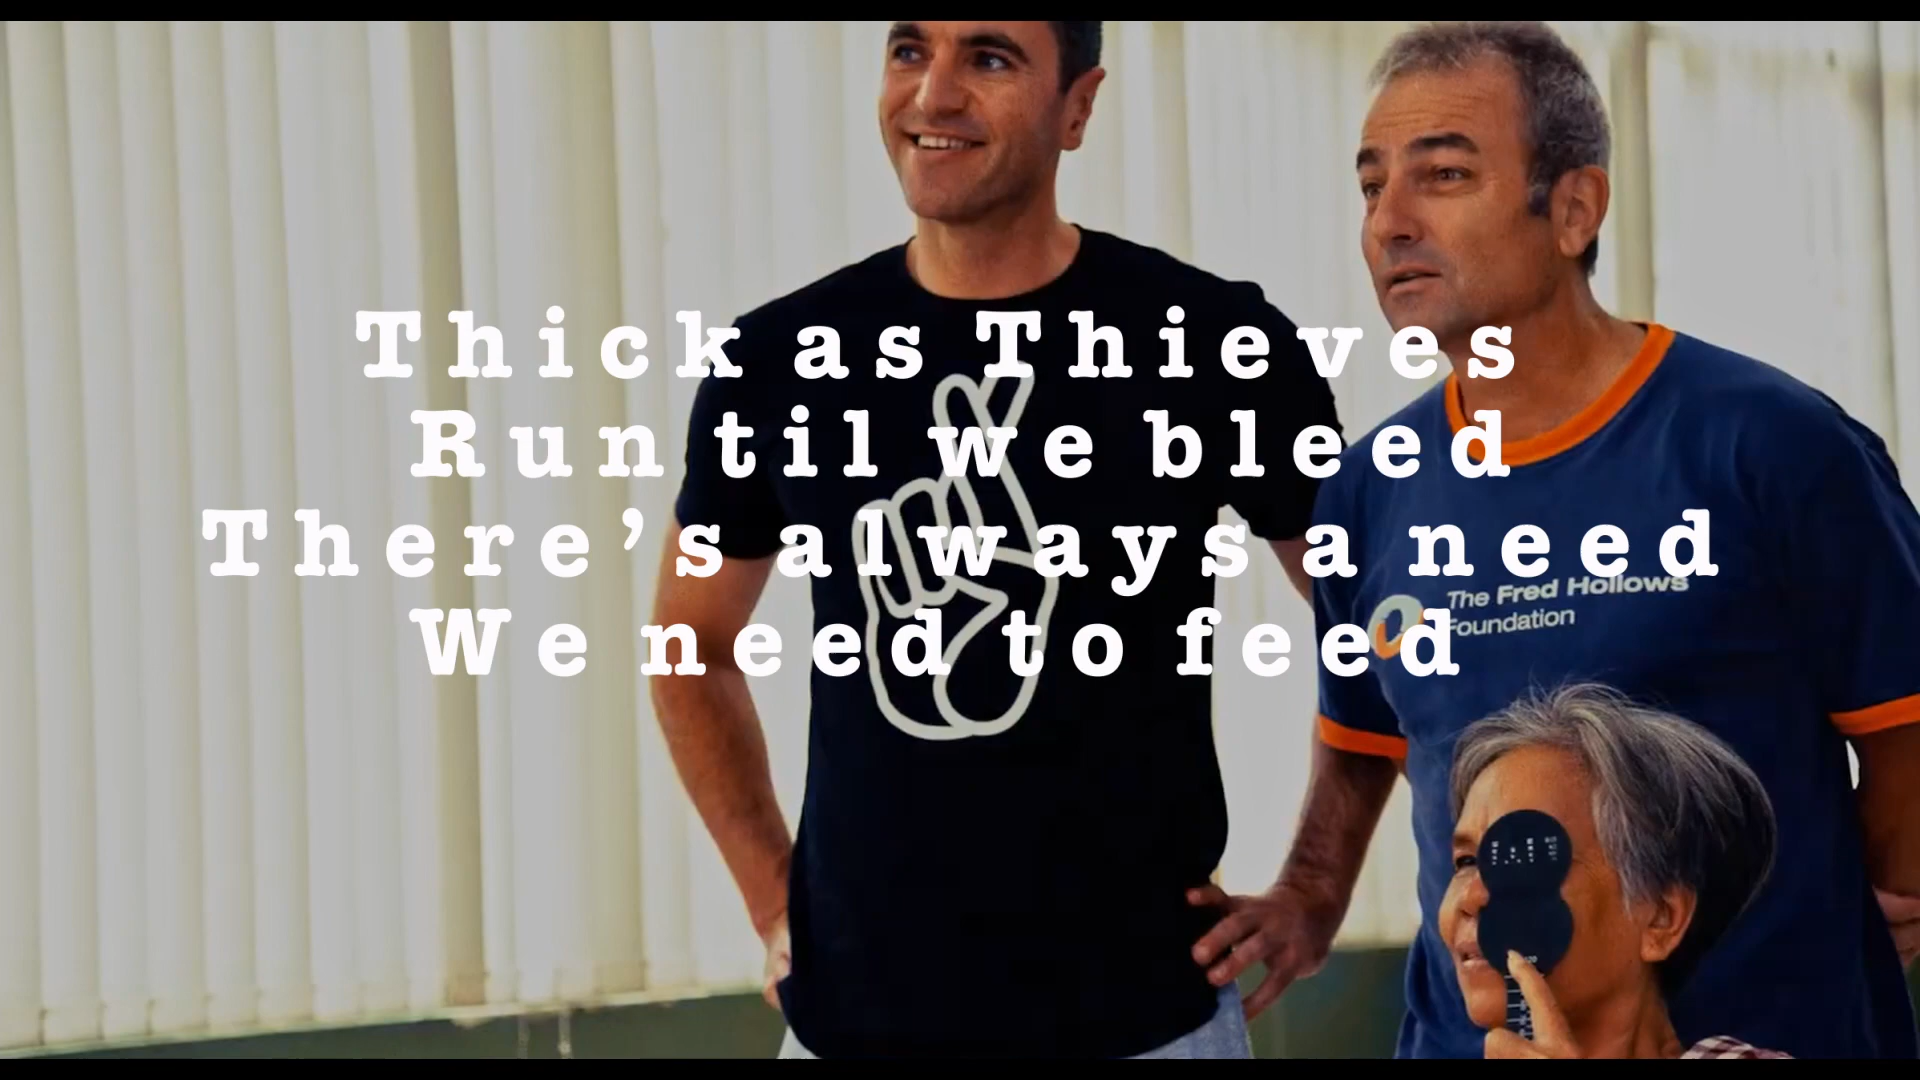 Thick as Thieves
Run til we bleed
There’s always a need
We need to feed
The Fred Hollows
Foundation